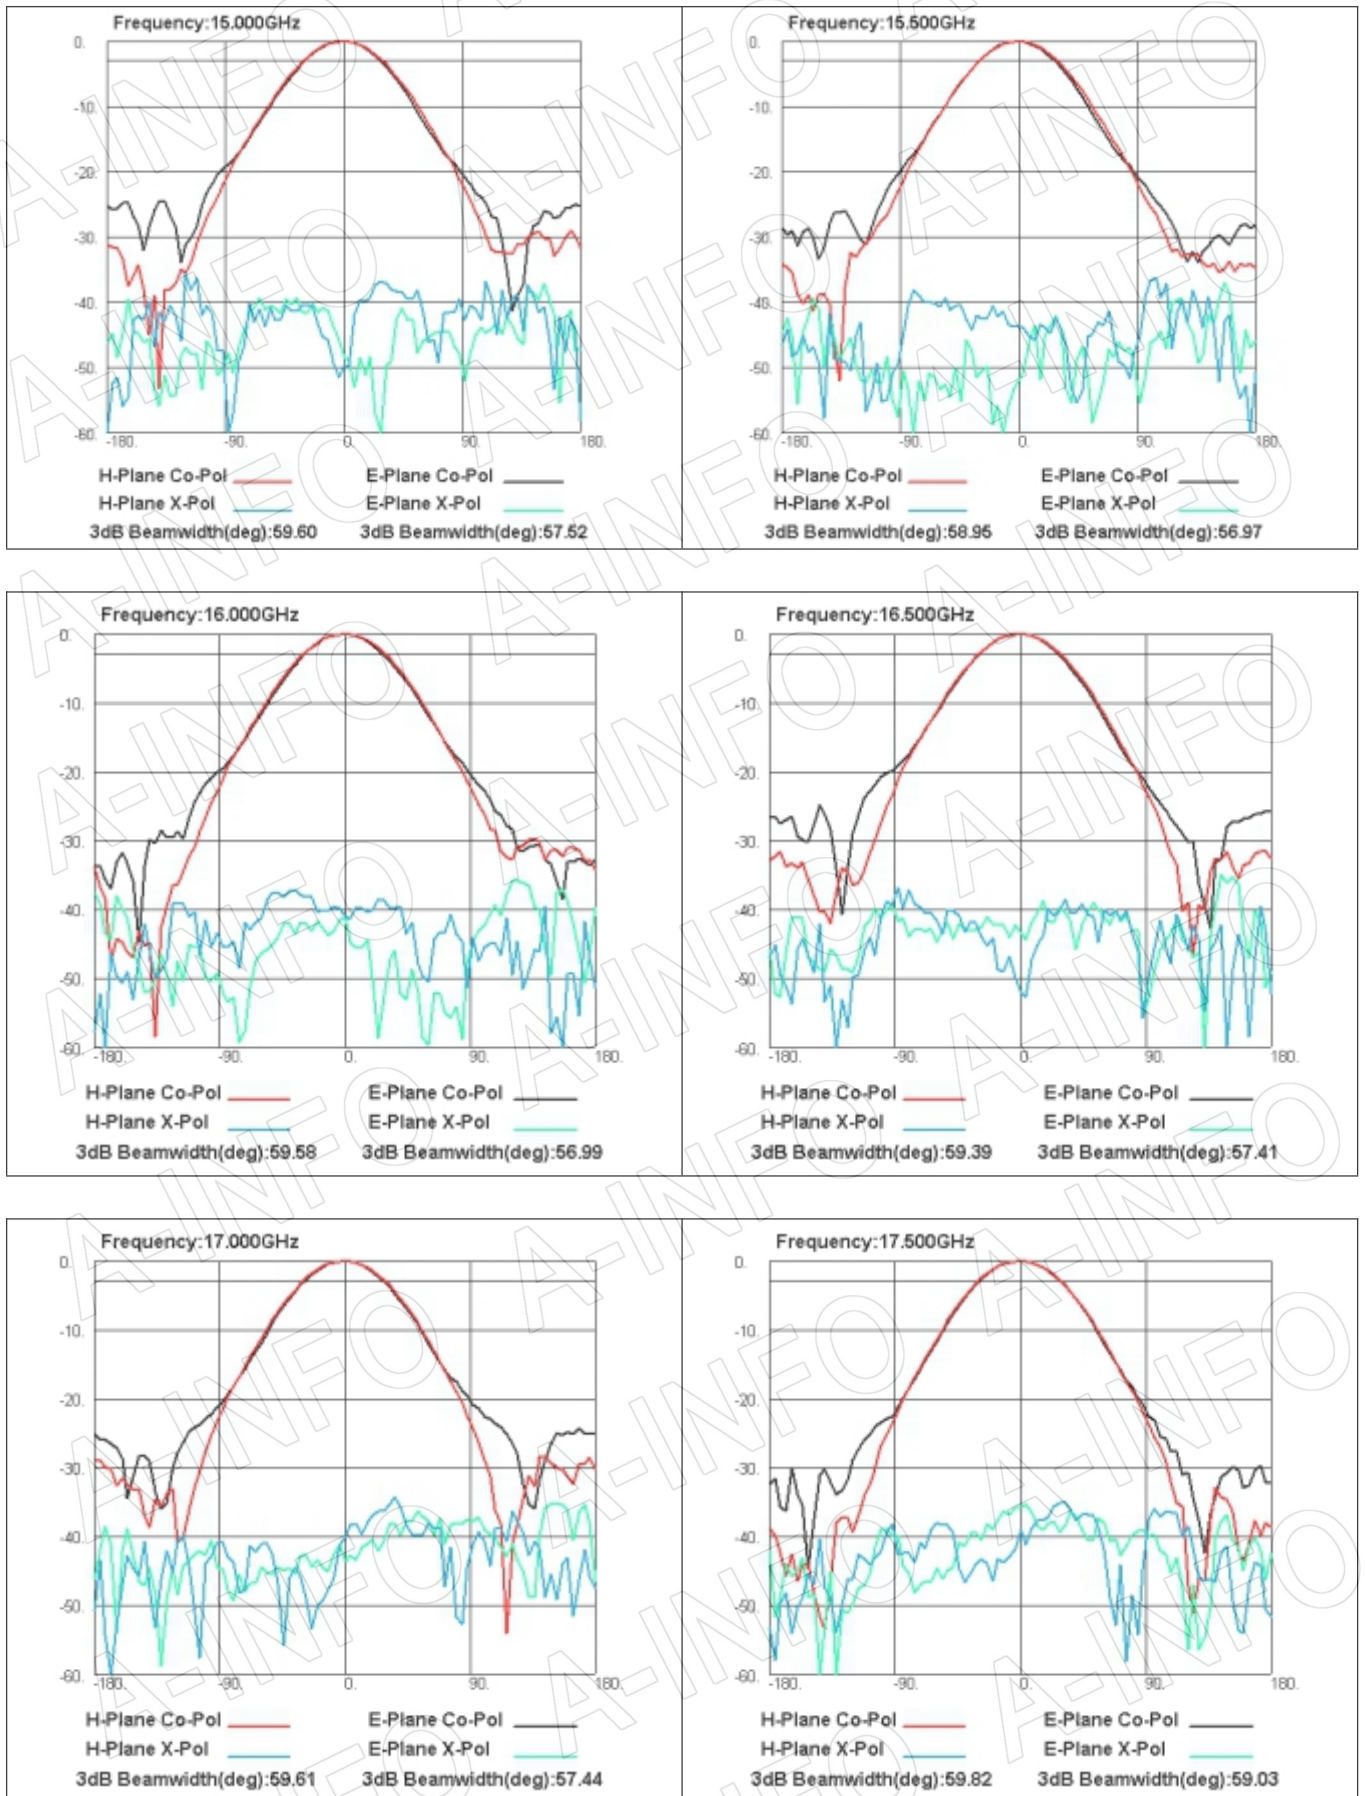 Frequency:15.000GHz
0.
-10.
-20.
-30.
-40.
-50.
-60.
-180. -90. 0. 90. 180.
H-Plane Co-Pol E-Plane Co-Pol
H-Plane X-Pol E-Plane X-Pol
3dB Beamwidth(deg):59.60 3dB Beamwidth(deg):57.52
Frequency:15.500GHz
0.
-10.
-20.
-30.
-40.
-50.
-60.
-180. -90. 0. 90. 180.
H-Plane Co-Pol E-Plane Co-Pol
H-Plane X-Pol E-Plane X-Pol
3dB Beamwidth(deg):58.95 3dB Beamwidth(deg):56.97
Frequency:16.000GHz
0.
-10.
-20.
-30.
-40.
-50.
-60.
-180. -90. 0. 90. 180.
H-Plane Co-Pol E-Plane Co-Pol
H-Plane X-Pol E-Plane X-Pol
3dB Beamwidth(deg):59.58 3dB Beamwidth(deg):56.99
Frequency:16.500GHz
0.
-10.
-20.
-30.
-40.
-50.
-60.
-180. -90. 0. 90. 180.
H-Plane Co-Pol E-Plane Co-Pol
H-Plane X-Pol E-Plane X-Pol
3dB Beamwidth(deg):59.39 3dB Beamwidth(deg):57.41
Frequency:17.000GHz
0.
-10.
-20.
-30.
-40.
-50.
-60.
-180. -90. 0. 90. 180.
H-Plane Co-Pol E-Plane Co-Pol
H-Plane X-Pol E-Plane X-Pol
3dB Beamwidth(deg):59.61 3dB Beamwidth(deg):57.44
Frequency:17.500GHz
0.
-10.
-20.
-30.
-40.
-50.
-60.
-180. -90. 0. 90. 180.
H-Plane Co-Pol E-Plane Co-Pol
H-Plane X-Pol E-Plane X-Pol
3dB Beamwidth(deg):59.82 3dB Beamwidth(deg):59.03
A-INFO